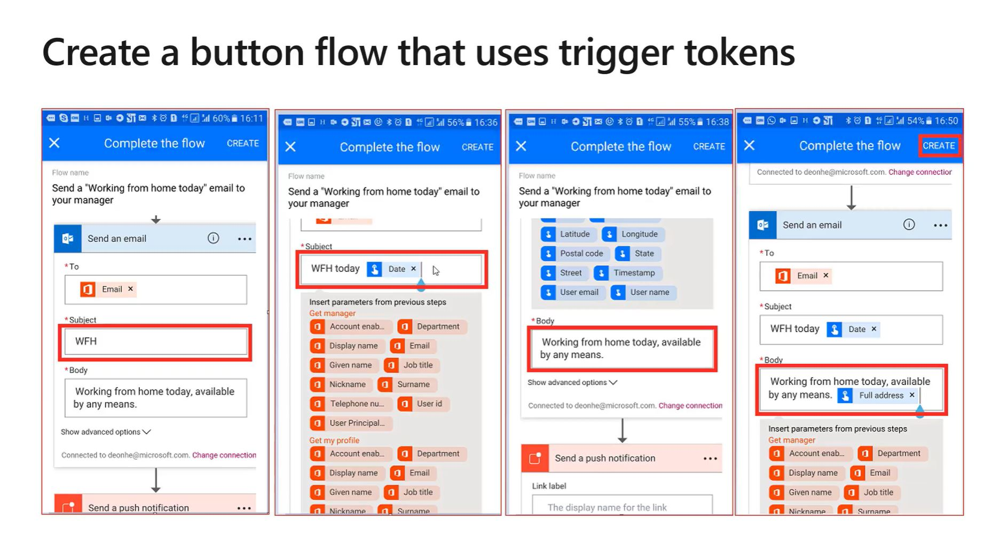 Create a button flow that uses trigger tokens
60% 16:11
Complete the flow CREATE
Flow name
Send a "Working from home today" email to
your manager
Send an email
*To
Email ×
*Subject
WFH
*Body
Working from home today, available
by any means.
Show advanced options
Connected to deonhe@microsoft.com. Change connection
Send a push notification
56% 16:36
Complete the flow CREATE
Flow name
Send a "Working from home today" email to
your manager
*Subject
WFH today Date ×
Insert parameters from previous steps
Get manager
Account enab... Department
Display name Email
Given name Job title
Nickname Surname
Telephone nu... User id
User Principal...
Get my profile
Account enab... Department
Display name Email
Given name Job title
Nickname Surname
55% 16:38
Complete the flow CREATE
Flow name
Send a "Working from home today" email to
your manager
Latitude Longitude
Postal code State
Street Timestamp
User email User name
*Body
Working from home today, available
by any means.
Show advanced options
Connected to deonhe@microsoft.com. Change connection
Send a push notification
Link label
The display name for the link
54% 16:50
Complete the flow CREATE
Connected to deonhe@microsoft.com. Change connection
Send an email
*To
Email ×
*Subject
WFH today Date ×
*Body
Working from home today, available
by any means. Full address ×
Insert parameters from previous steps
Get manager
Account enab... Department
Display name Email
Given name Job title
Nickname Surname